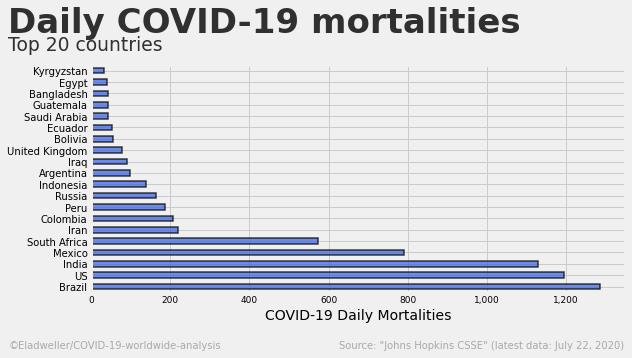 Daily COVID-19 mortalities
Top 20 countries
Kyrgyzstan
Egypt
Bangladesh
Guatemala
Saudi Arabia
Ecuador
Bolivia
United Kingdom
Iraq
Argentina
Indonesia
Russia
Peru
Colombia
Iran
South Africa
Mexico
India
US
Brazil
0 200 400 600 800 1,000 1,200
COVID-19 Daily Mortalities
©Eladweller/COVID-19-worldwide-analysis Source: "Johns Hopkins CSSE" (latest data: July 22, 2020)